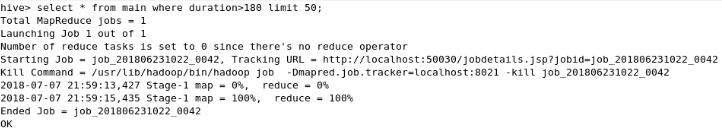 hive> select * from main where duration>180 limit 50;
Total MapReduce jobs = 1
Launching Job 1 out of 1
Number of reduce tasks is set to 0 since there's no reduce operator
Starting Job = job_201806231022_0042, Tracking URL = http://localhost:50030/jobdetails.jsp?jobid=job_201806231022_0042
Kill Command = /usr/lib/hadoop/bin/hadoop job  -Dmapred.job.tracker=localhost:8021 -kill job_201806231022_0042
2018-07-07 21:59:13,427 Stage-1 map = 0%,  reduce = 0%
2018-07-07 21:59:15,435 Stage-1 map = 100%,  reduce = 100%
Ended Job = job_201806231022_0042
OK